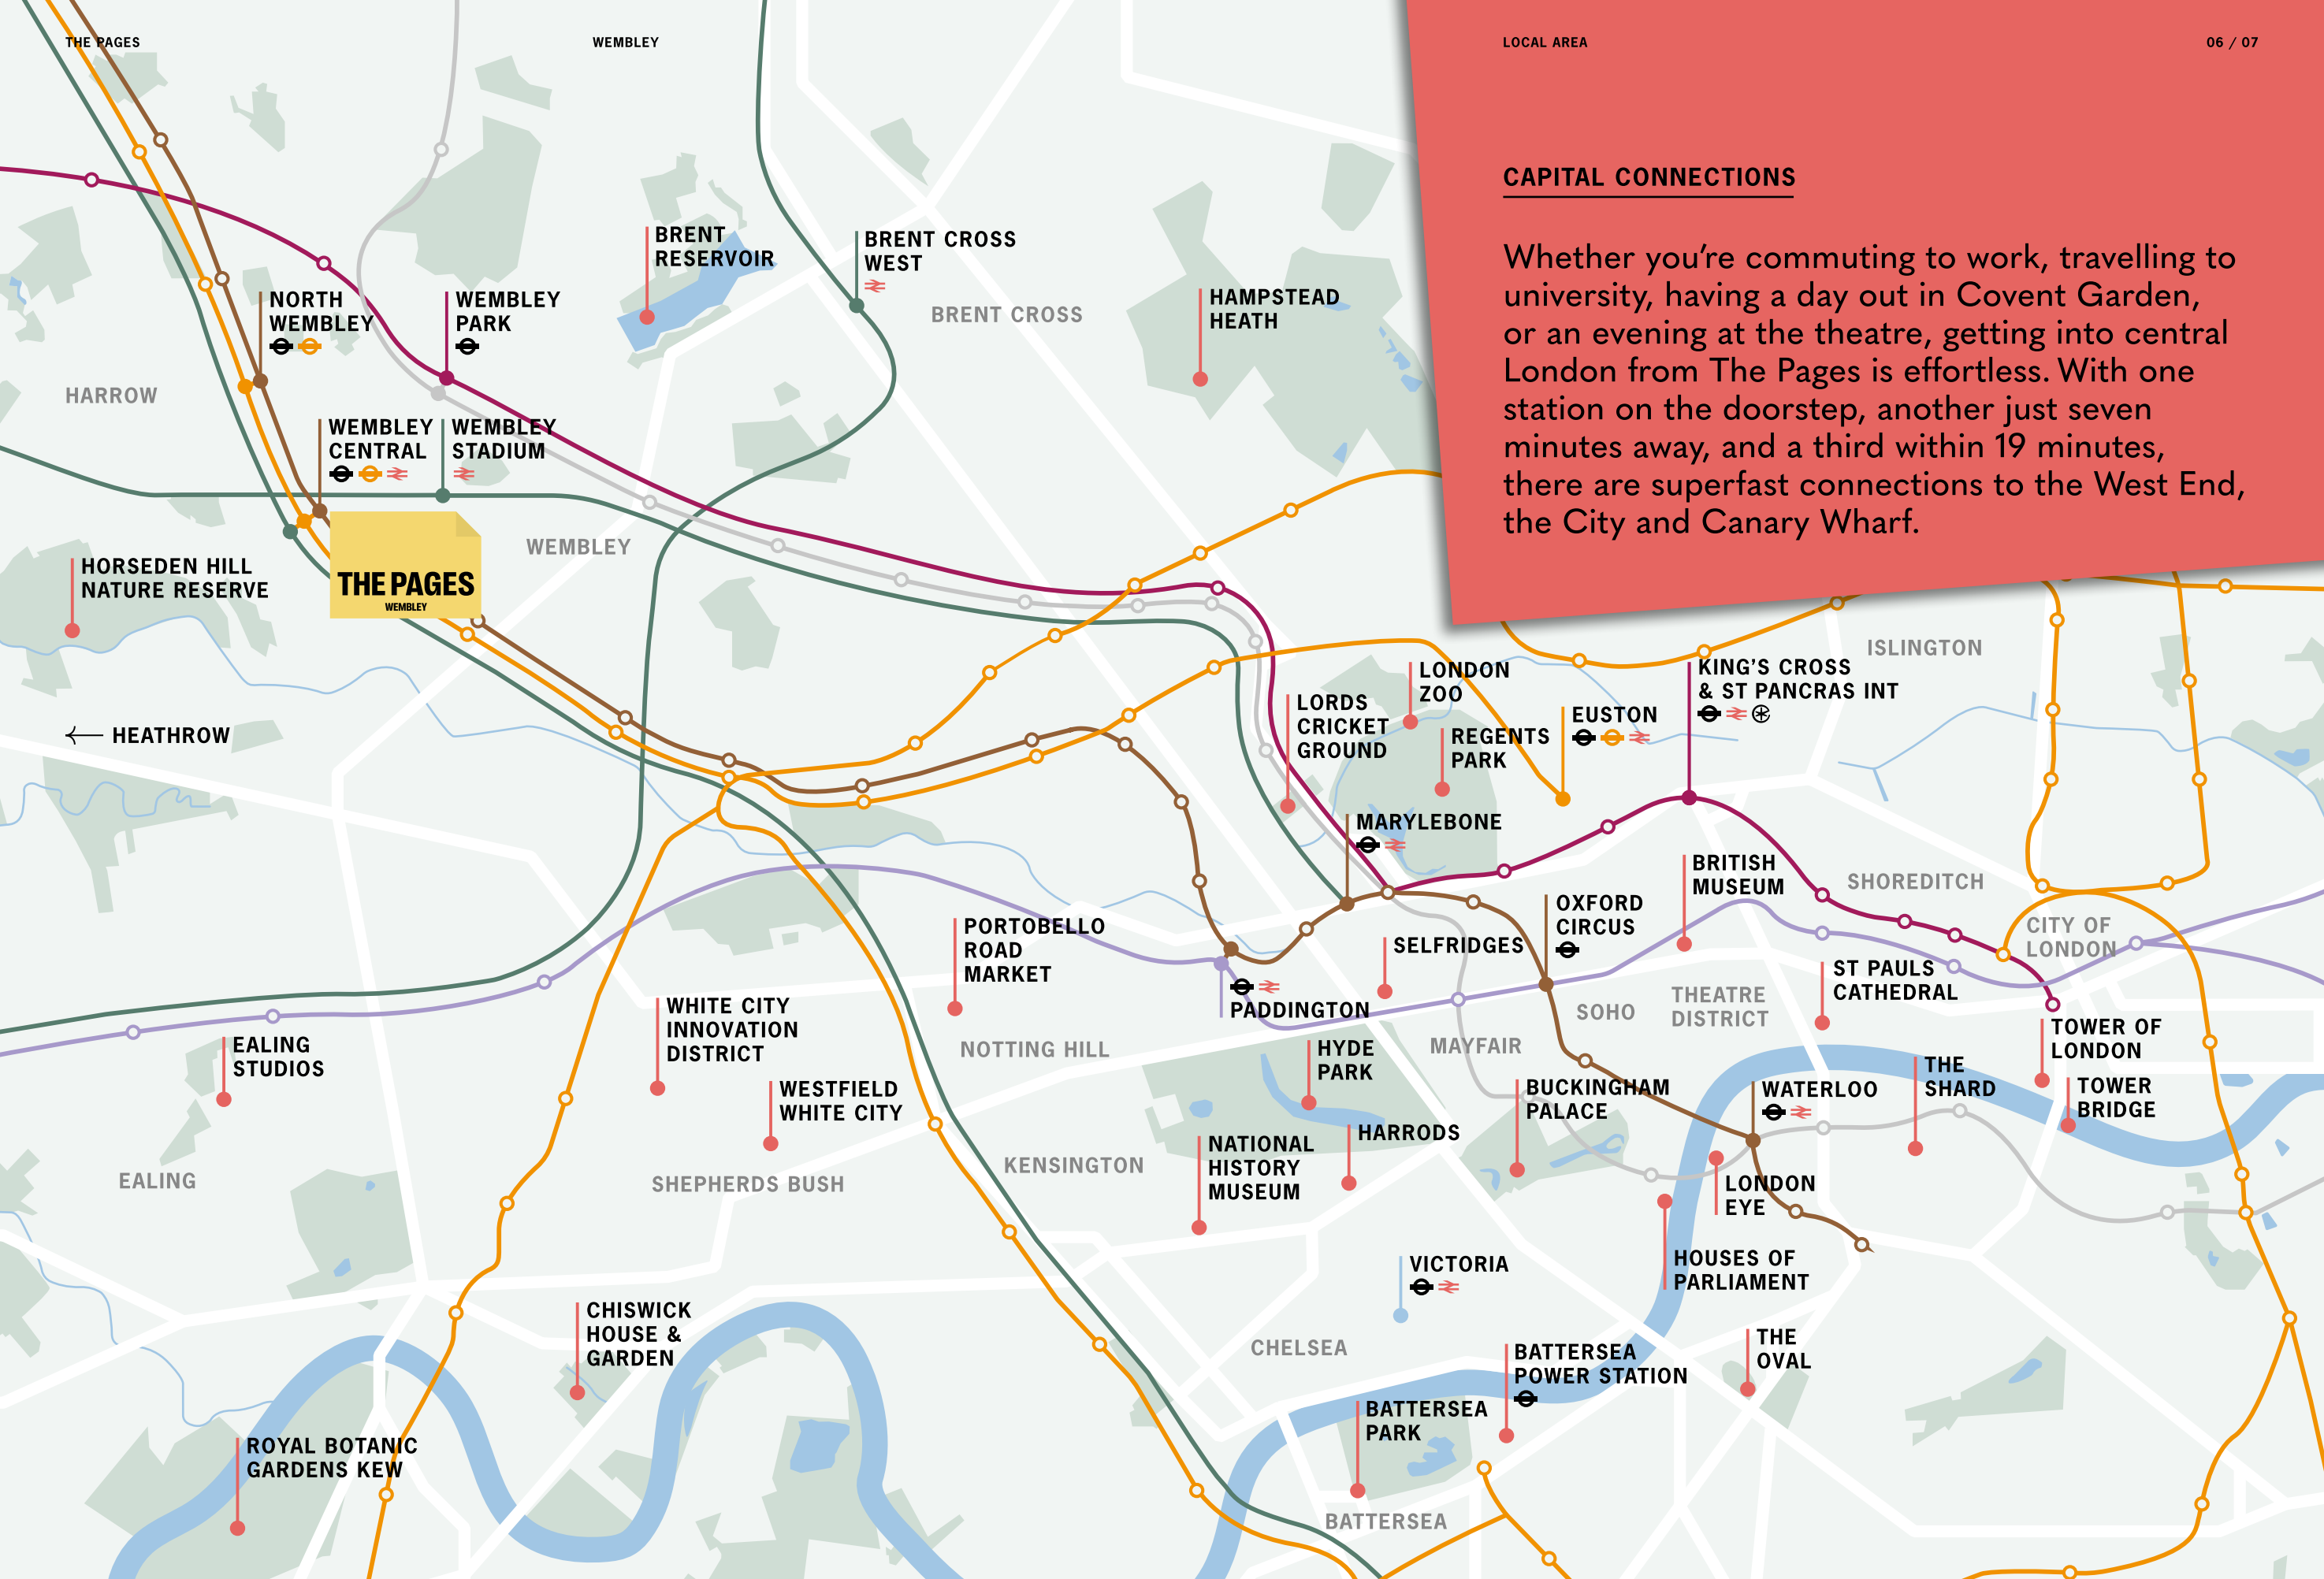 THE PAGES
WEMBLEY
LOCAL AREA
06 / 07
CAPITAL CONNECTIONS
Whether you’re commuting to work, travelling to
university, having a day out in Covent Garden,
or an evening at the theatre, getting into central
London from The Pages is effortless. With one
station on the doorstep, another just seven
minutes away, and a third within 19 minutes,
there are superfast connections to the West End,
the City and Canary Wharf.
BRENT
RESERVOIR
BRENT CROSS
WEST
BRENT CROSS
HAMPSTEAD
HEATH
NORTH
WEMBLEY
WEMBLEY
PARK
HARROW
WEMBLEY
CENTRAL
WEMBLEY
STADIUM
WEMBLEY
HORSEDEN HILL
NATURE RESERVE
THE PAGES
WEMBLEY
HEATHROW
ISLINGTON
LONDON
ZOO
KING’S CROSS
& ST PANCRAS INT
LORDS
CRICKET
GROUND
REGENTS
PARK
EUSTON
MARYLEBONE
BRITISH
MUSEUM
SHOREDITCH
OXFORD
CIRCUS
CITY OF
LONDON
PORTOBELLO
ROAD
MARKET
SELFRIDGES
ST PAULS
CATHEDRAL
PADDINGTON
SOHO
THEATRE
DISTRICT
WHITE CITY
INNOVATION
DISTRICT
EALING
STUDIOS
NOTTING HILL
HYDE
PARK
MAYFAIR
TOWER OF
LONDON
WESTFIELD
WHITE CITY
BUCKINGHAM
PALACE
WATERLOO
THE
SHARD
TOWER
BRIDGE
HARRODS
NATIONAL
HISTORY
MUSEUM
KENSINGTON
EALING
SHEPHERDS BUSH
LONDON
EYE
VICTORIA
HOUSES OF
PARLIAMENT
CHISWICK
HOUSE &
GARDEN
CHELSEA
BATTERSEA
POWER STATION
THE
OVAL
BATTERSEA
PARK
ROYAL BOTANIC
GARDENS KEW
BATTERSEA